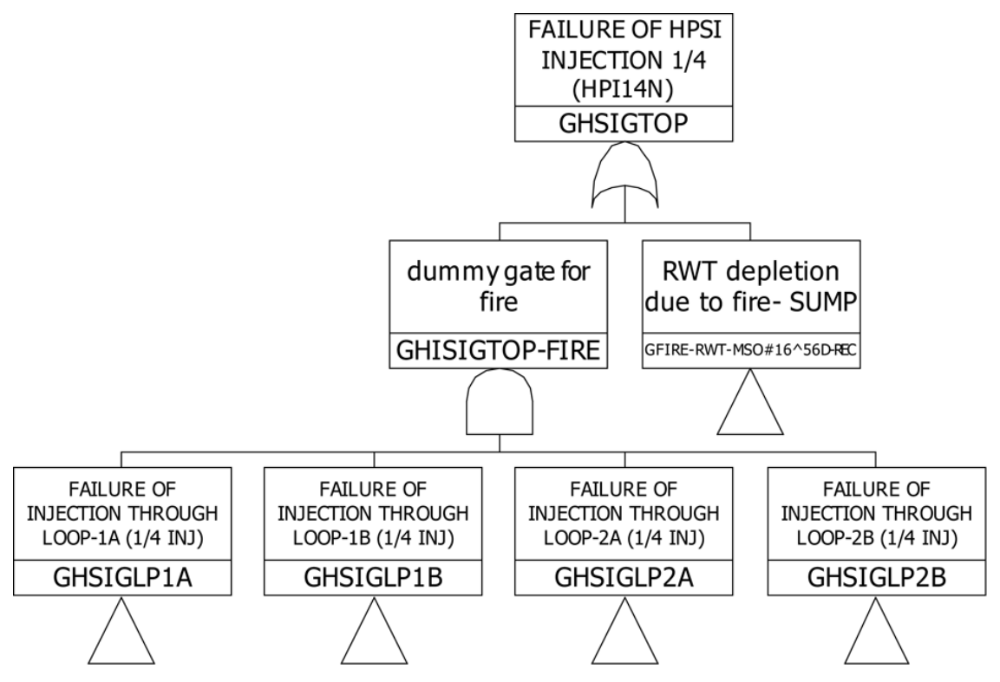 FAILURE OF HPSI
INJECTION 1/4
(HPI14N)
GHSIGTOP
dummy gate for
fire
GHISIGTOP-FIRE
RWT depletion
due to fire- SUMP
GFIRE-RWT-MSO#16^56D-REC
FAILURE OF
INJECTION THROUGH
LOOP-1A (1/4 INJ)
GHSIGLP1A
FAILURE OF
INJECTION THROUGH
LOOP-1B (1/4 INJ)
GHSIGLP1B
FAILURE OF
INJECTION THROUGH
LOOP-2A (1/4 INJ)
GHSIGLP2A
FAILURE OF
INJECTION THROUGH
LOOP-2B (1/4 INJ)
GHSIGLP2B